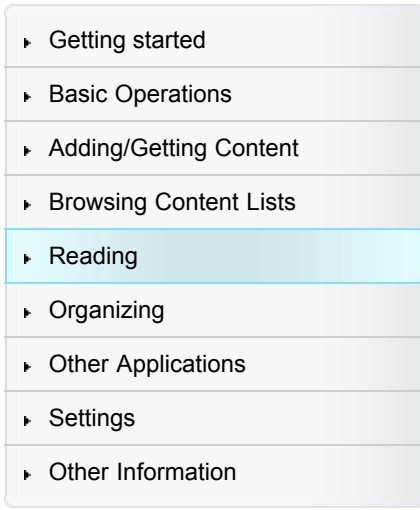 Getting started
Basic Operations
Adding/Getting Content
Browsing Content Lists
Reading
Organizing
Other Applications
Settings
Other Information